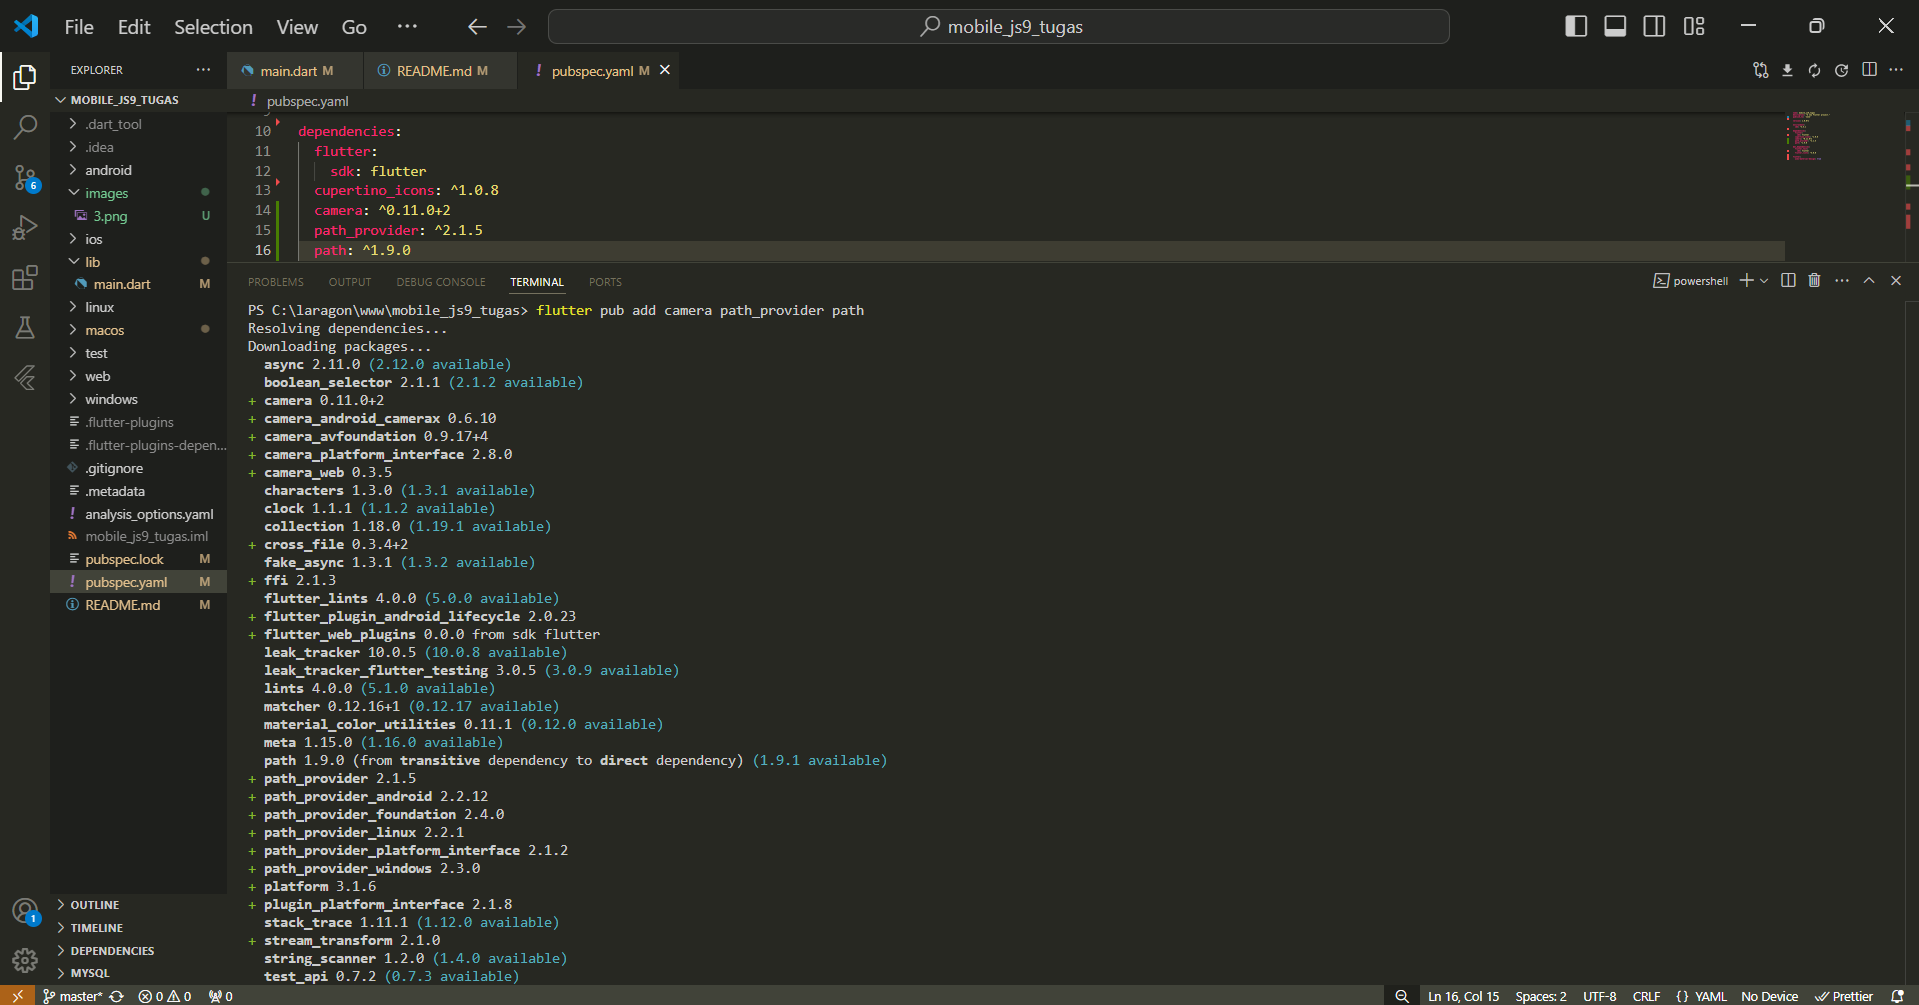 File Edit Selection View Go ···
mobile_js9_tugas
EXPLORER ···
MOBILE_JS9_TUGAS
.dart_tool
.idea
android
images
3.png U
ios
lib
main.dart M
linux
macos
test
web
windows
.flutter-plugins
.flutter-plugins-depen...
.gitignore
.metadata
analysis_options.yaml
mobile_js9_tugas.iml
pubspec.lock M
pubspec.yaml M
README.md M
OUTLINE
TIMELINE
DEPENDENCIES
MYSQL
6
1
main.dart M
README.md M
! pubspec.yaml M
! pubspec.yaml
10 dependencies:
11 flutter:
12 sdk: flutter
13 cupertino_icons: ^1.0.8
14 camera: ^0.11.0+2
15 path_provider: ^2.1.5
16 path: ^1.9.0
PROBLEMS OUTPUT DEBUG CONSOLE TERMINAL PORTS
powershell
PS C:\laragon\www\mobile_js9_tugas> flutter pub add camera path_provider path
Resolving dependencies...
Downloading packages...
async 2.11.0 (2.12.0 available)
boolean_selector 2.1.1 (2.1.2 available)
+ camera 0.11.0+2
+ camera_android_camerax 0.6.10
+ camera_avfoundation 0.9.17+4
+ camera_platform_interface 2.8.0
+ camera_web 0.3.5
characters 1.3.0 (1.3.1 available)
clock 1.1.1 (1.1.2 available)
collection 1.18.0 (1.19.1 available)
+ cross_file 0.3.4+2
fake_async 1.3.1 (1.3.2 available)
+ ffi 2.1.3
flutter_lints 4.0.0 (5.0.0 available)
+ flutter_plugin_android_lifecycle 2.0.23
+ flutter_web_plugins 0.0.0 from sdk flutter
leak_tracker 10.0.5 (10.0.8 available)
leak_tracker_flutter_testing 3.0.5 (3.0.9 available)
lints 4.0.0 (5.1.0 available)
matcher 0.12.16+1 (0.12.17 available)
material_color_utilities 0.11.1 (0.12.0 available)
meta 1.15.0 (1.16.0 available)
path 1.9.0 (from transitive dependency to direct dependency) (1.9.1 available)
+ path_provider 2.1.5
+ path_provider_android 2.2.12
+ path_provider_foundation 2.4.0
+ path_provider_linux 2.2.1
+ path_provider_platform_interface 2.1.2
+ path_provider_windows 2.3.0
+ platform 3.1.6
+ plugin_platform_interface 2.1.8
stack_trace 1.11.1 (1.12.0 available)
+ stream_transform 2.1.0
string_scanner 1.2.0 (1.4.0 available)
test_api 0.7.2 (0.7.3 available)
master* 0 0 0
Ln 16, Col 15 Spaces: 2 UTF-8 CRLF {} YAML No Device Prettier